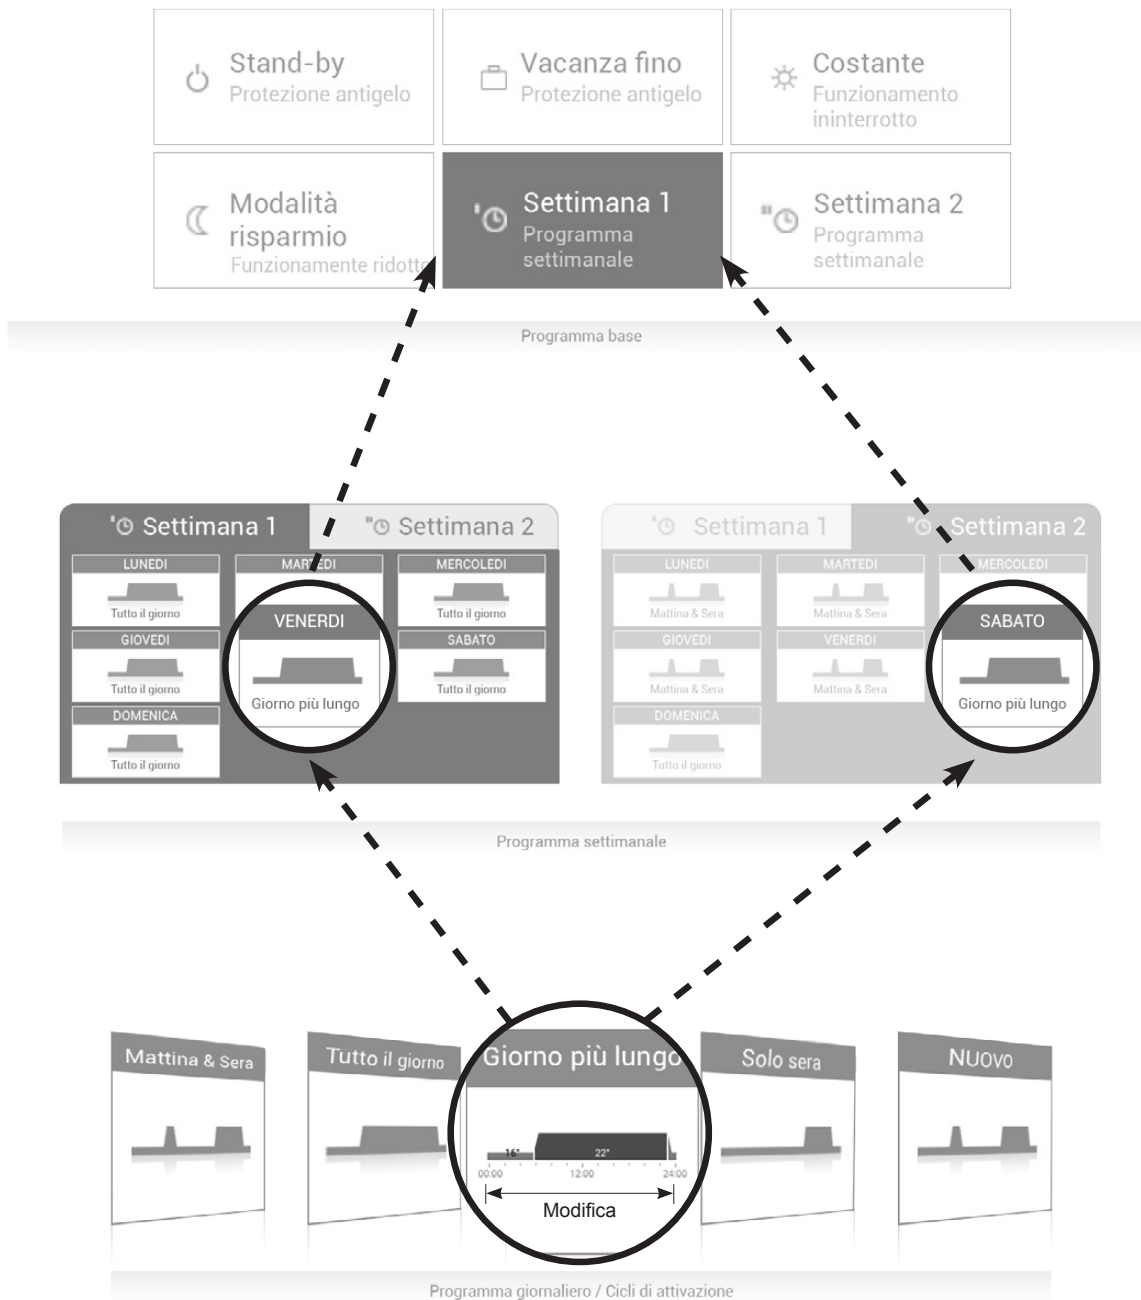 Stand-by
Protezione antigelo
Vacanza fino
Protezione antigelo
Costante
Funzionamento
ininterrotto
Modalità
risparmio
Funzionamente ridotto
Settimana 1
Programma
settimanale
Settimana 2
Programma
settimanale
Programma base
Settimana 1
Settimana 2
LUNEDI
Tutto il giorno
MARTEDI
MERCOLEDI
Tutto il giorno
GIOVEDI
Tutto il giorno
VENERDI
Giorno più lungo
SABATO
Tutto il giorno
DOMENICA
Tutto il giorno
Settimana 1
Settimana 2
LUNEDI
Mattina & Sera
MARTEDI
Mattina & Sera
MERCOLEDI
GIOVEDI
Mattina & Sera
VENERDI
Mattina & Sera
SABATO
Giorno più lungo
DOMENICA
Tutto il giorno
Programma settimanale
Mattina & Sera
Tutto il giorno
Giorno più lungo
16°
22°
00:00
12:00
24:00
Modifica
Solo sera
NUOVO
Programma giornaliero / Cicli di attivazione